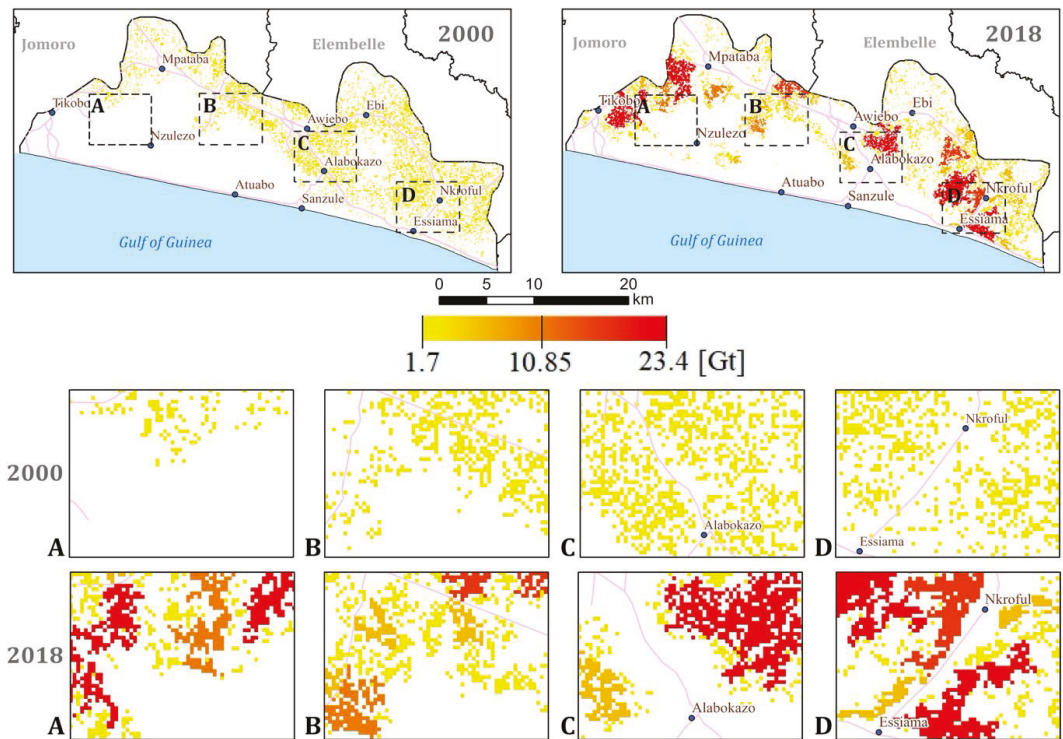 Jomoro
Elembelle
2000
Mpataba
Tikobo
A
B
Ebi
Nzulezo
Awiebo
C
Alabokazo
D
Nkroful
Atuabo
Sanzule
Essiama
Gulf of Guinea
Jomoro
Elembelle
2018
Mpataba
Tikobo
A
B
Ebi
Nzulezo
Awiebo
C
Alabokazo
D
Nkroful
Atuabo
Sanzule
Essiama
Gulf of Guinea
0 5 10 20
km
1.7 10.85 23.4 [Gt]
2000
A
B
Alabokazo
C
Nkroful
Essiama
D
2018
A
B
Alabokazo
C
Nkroful
Essiama
D